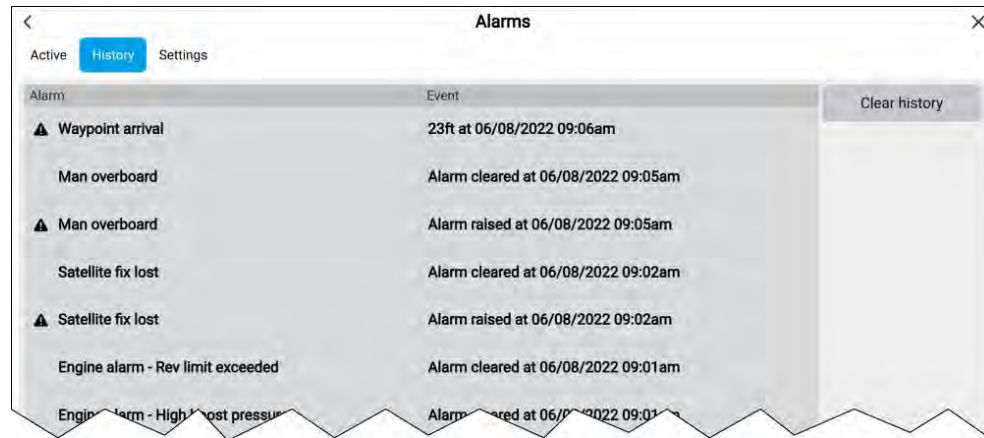 Alarms
Active History Settings
Alarm Event Clear history
Waypoint arrival 23ft at 06/08/2022 09:06am
Man overboard Alarm cleared at 06/08/2022 09:05am
Man overboard Alarm raised at 06/08/2022 09:05am
Satellite fix lost Alarm cleared at 06/08/2022 09:02am
Satellite fix lost Alarm raised at 06/08/2022 09:02am
Engine alarm - Rev limit exceeded Alarm cleared at 06/08/2022 09:01am
High